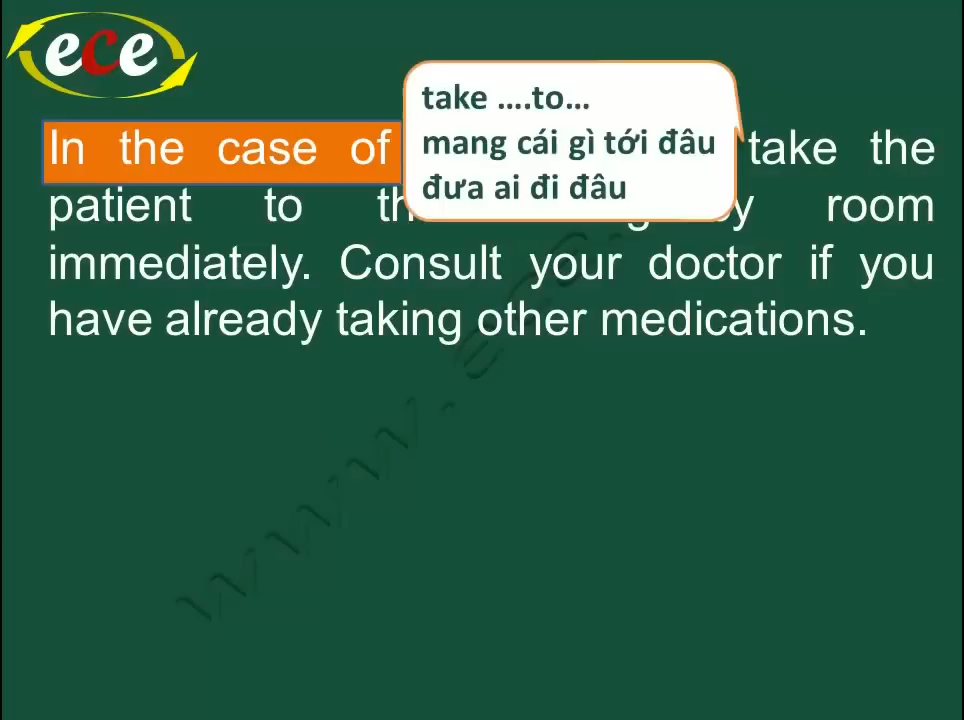 ece
take ….to…
mang cái gì tới đâu
đưa ai đi đâu
In the case of take the
patient to room
immediately. Consult your doctor if you
have already taking other medications.